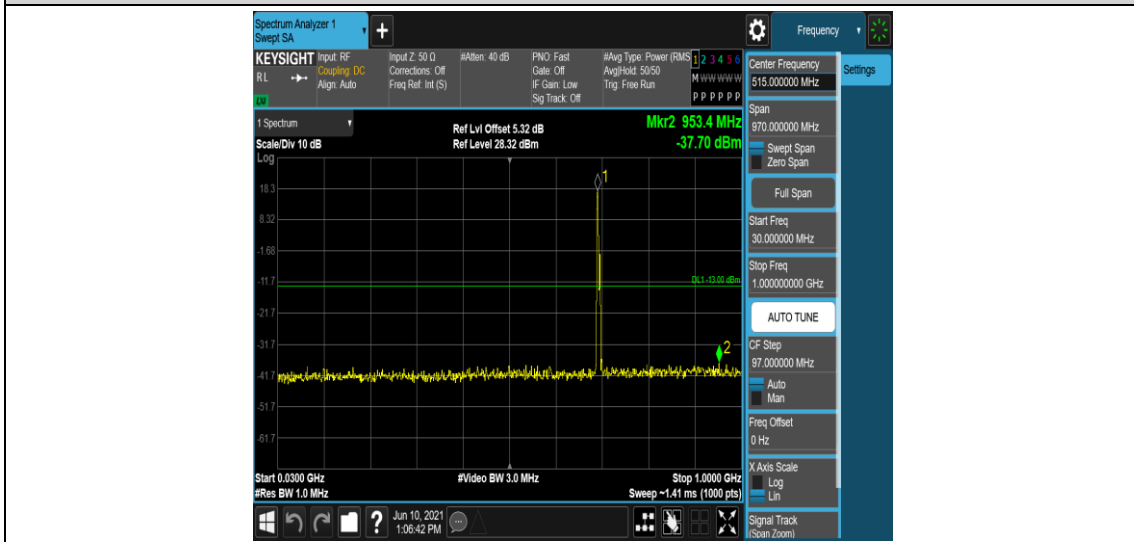 Spectrum Analyzer 1
Swept SA
Frequency
KEYSIGHT
RL
LXI
Input: RF
Coupling: DC
Align: Auto
Input Z: 50 Ω
Corrections: Off
Freq Ref: Int (S)
#Atten: 40 dB
PNO: Fast
Gate: Off
IF Gain: Low
Sig Track: Off
#Avg Type: Power (RMS
Avg|Hold: 50/50
Trig: Free Run
1 2 3 4 5 6
M W W W W W
P P P P P P
1 Spectrum
Scale/Div 10 dB
Ref Lvl Offset 5.32 dB
Ref Level 28.32 dBm
Mkr2 953.4 MHz
-37.70 dBm
Log
18.3
8.32
-1.68
-11.7
-21.7
-31.7
-41.7
-51.7
-61.7
1
DL1 -13.00 dBm
2
Start 0.0300 GHz
#Res BW 1.0 MHz
#Video BW 3.0 MHz
Stop 1.0000 GHz
Sweep ~1.41 ms (1000 pts)
Jun 10, 2021
1:06:42 PM
Center Frequency
515.000000 MHz
Settings
Span
970.000000 MHz
Swept Span
Zero Span
Full Span
Start Freq
30.000000 MHz
Stop Freq
1.000000000 GHz
AUTO TUNE
CF Step
97.000000 MHz
Auto
Man
Freq Offset
0 Hz
X Axis Scale
Log
Lin
Signal Track
(Span Zoom)